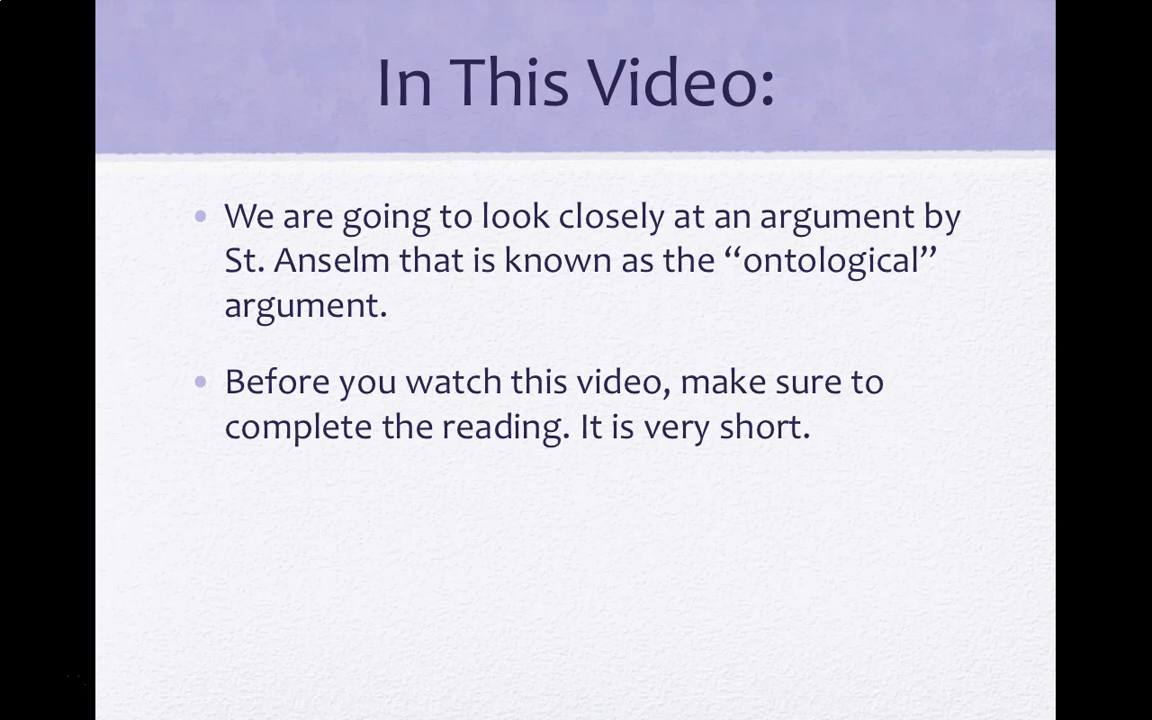 In This Video:
• We are going to look closely at an argument by
St. Anselm that is known as the “ontological”
argument.
• Before you watch this video, make sure to
complete the reading. It is very short.